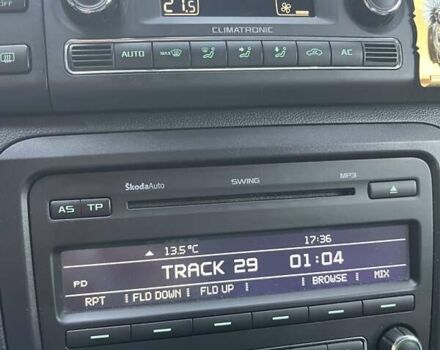 OFF
21.5
CLIMATRONIC
AUTO MAX AC
ŠkodaAuto SWING MP3
AS TP
13.5°C 17:36
TRACK 29 01:04
PD
RPT FLD DOWN FLD UP BROWSE MIX